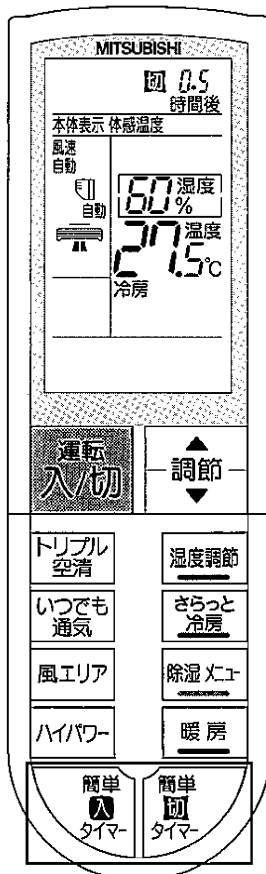 MITSUBISHI
切 0.5
時間後
本体表示 体感温度
風速
自動
自動
60 湿度
%
温度
27.5℃
冷房
運転
入/切
▲
調節
▼
トリプル
空清
湿度調節
いつでも
通気
さらっと
冷房
風エリア
除湿 メニュー
ハイパワー
暖房
簡単
入
タイマー
簡単
切
タイマー